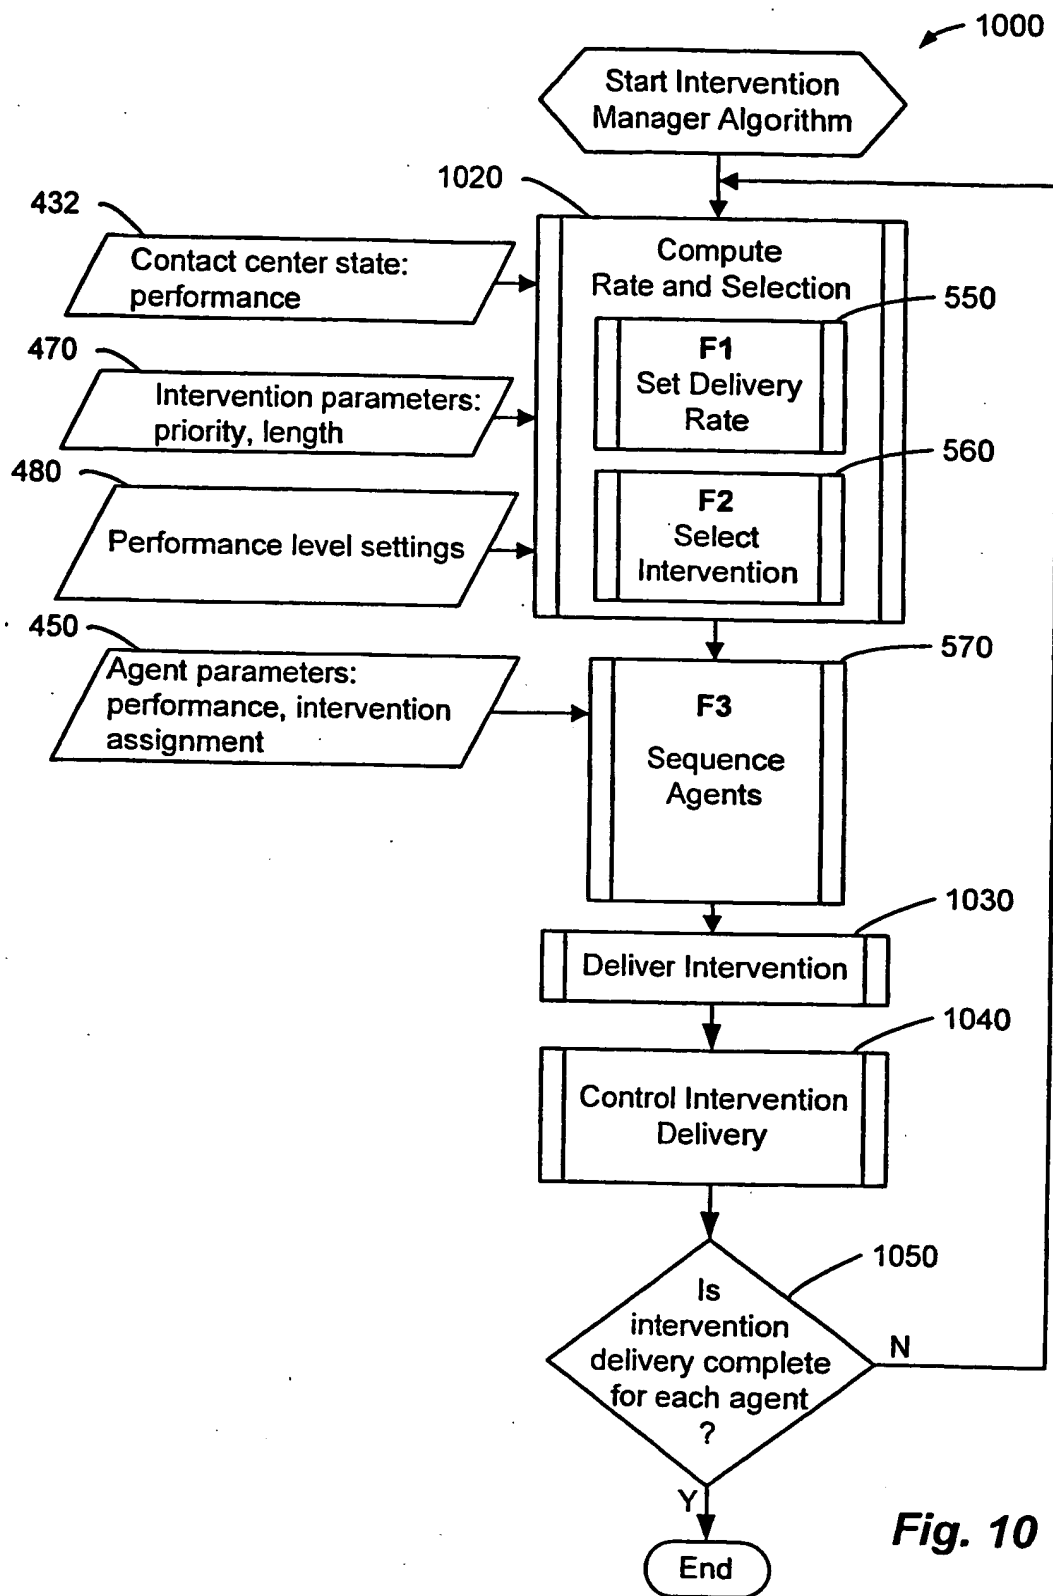 1000
Start Intervention
Manager Algorithm
1020
432
Contact center state:
performance
Compute
Rate and Selection
550
470
F1
Set Delivery
Rate
Intervention parameters:
priority, length
560
480
F2
Select
Intervention
Performance level settings
450
570
Agent parameters:
performance, intervention
assignment
F3
Sequence
Agents
1030
Deliver Intervention
1040
Control Intervention
Delivery
1050
Is
intervention
delivery complete
for each agent
?
N
Y
End
Fig. 10